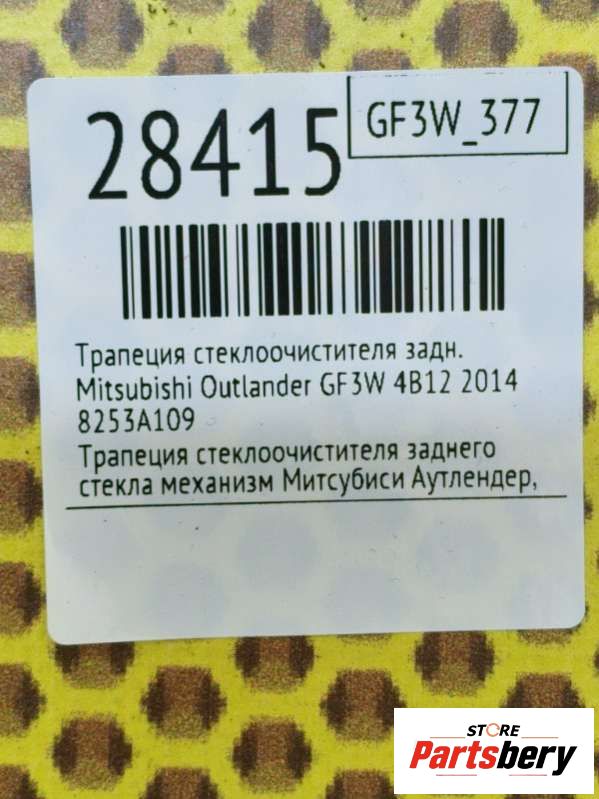 28415
GF3W_377
Трапеция стеклоочистителя задн.
Mitsubishi Outlander GF3W 4B12 2014
8253A109
Трапеция стеклоочистителя заднего
стекла механизм Митсубиси Аутлендер,
STORE
Partsbery